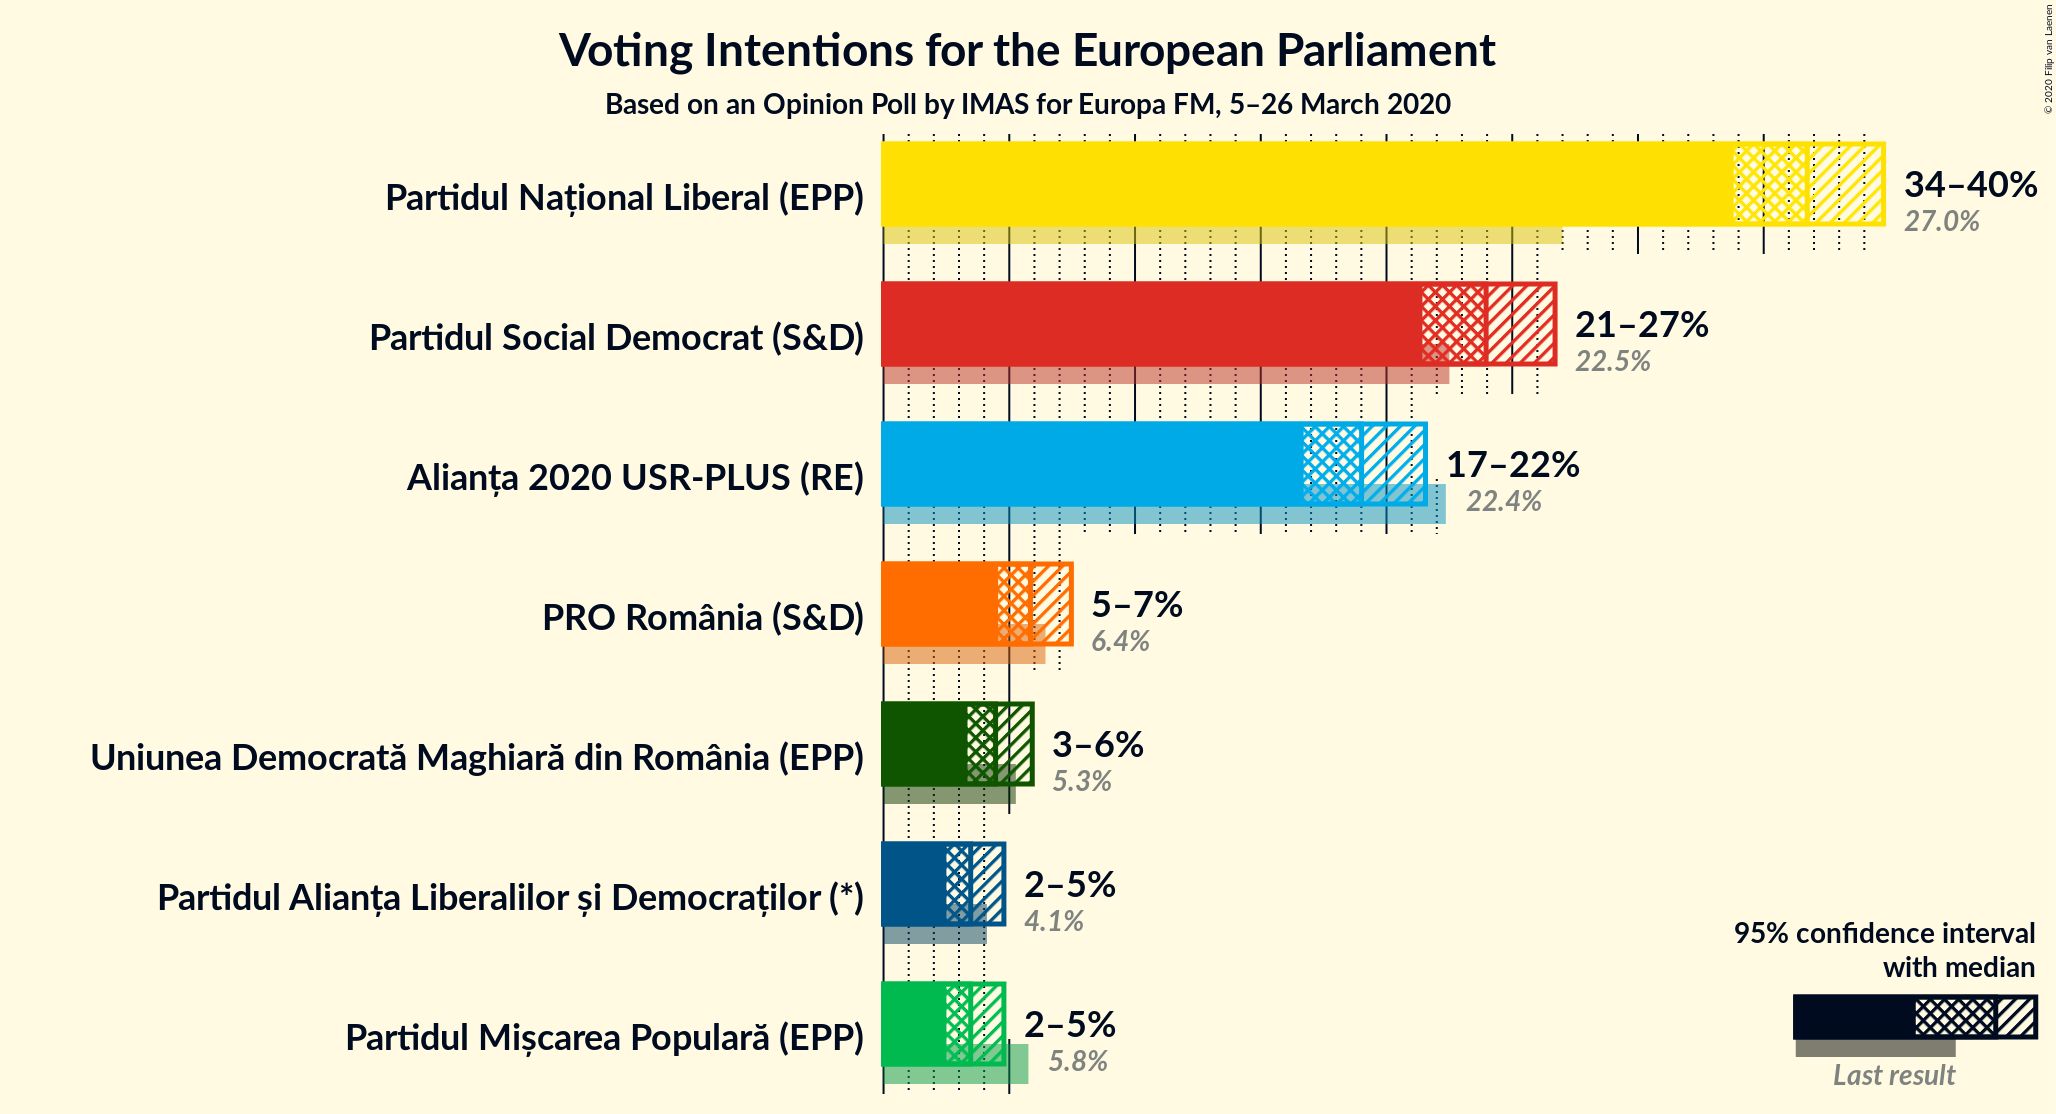 Voting Intentions for the European Parliament
Based on an Opinion Poll by IMAS for Europa FM, 5–26 March 2020
© 2020 Filip van Laenen
Partidul Național Liberal (EPP)
34–40%
27.0%
Partidul Social Democrat (S&D)
21–27%
22.5%
Alianța 2020 USR-PLUS (RE)
17–22%
22.4%
PRO România (S&D)
5–7%
6.4%
Uniunea Democrată Maghiară din România (EPP)
3–6%
5.3%
Partidul Alianța Liberalilor și Democraților (*)
2–5%
4.1%
Partidul Mișcarea Populară (EPP)
2–5%
5.8%
95% confidence interval
with median
Last result